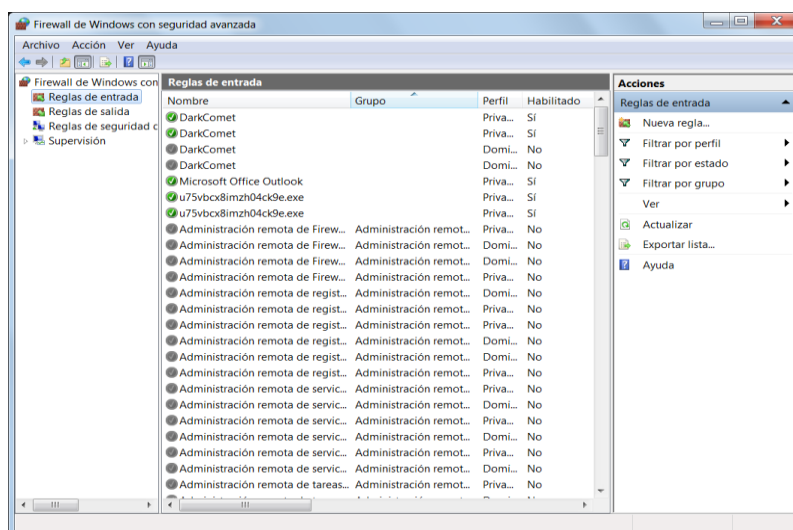 Firewall de Windows con seguridad avanzada
Archivo Acción Ver Ayuda
Firewall de Windows con
Reglas de entrada
Reglas de salida
Reglas de seguridad c
Supervisión
Reglas de entrada
Nombre Grupo Perfil Habilitado
DarkComet Priva... Sí
DarkComet Priva... Sí
DarkComet Domi... No
DarkComet Domi... No
Microsoft Office Outlook Priva... Sí
u75vbcx8imzh04ck9e.exe Priva... Sí
u75vbcx8imzh04ck9e.exe Priva... Sí
Administración remota de Firew... Administración remot... Priva... No
Administración remota de Firew... Administración remot... Domi... No
Administración remota de Firew... Administración remot... Domi... No
Administración remota de Firew... Administración remot... Priva... No
Administración remota de regist... Administración remot... Domi... No
Administración remota de regist... Administración remot... Priva... No
Administración remota de regist... Administración remot... Priva... No
Administración remota de regist... Administración remot... Domi... No
Administración remota de regist... Administración remot... Domi... No
Administración remota de regist... Administración remot... Priva... No
Administración remota de servic... Administración remot... Priva... No
Administración remota de servic... Administración remot... Domi... No
Administración remota de servic... Administración remot... Priva... No
Administración remota de servic... Administración remot... Domi... No
Administración remota de servic... Administración remot... Priva... No
Administración remota de servic... Administración remot... Domi... No
Administración remota de tareas... Administración remot... Priva... No
Acciones
Reglas de entrada
Nueva regla...
Filtrar por perfil
Filtrar por estado
Filtrar por grupo
Ver
Actualizar
Exportar lista...
Ayuda